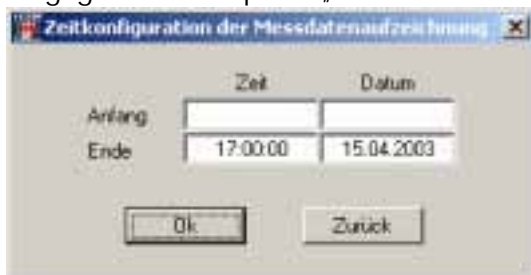 Zeitkonfiguration der Messdatenaufzeichnung
Zeit Datum
Anfang
Ende 17:00:00 15.04.2003
Ok Zurück